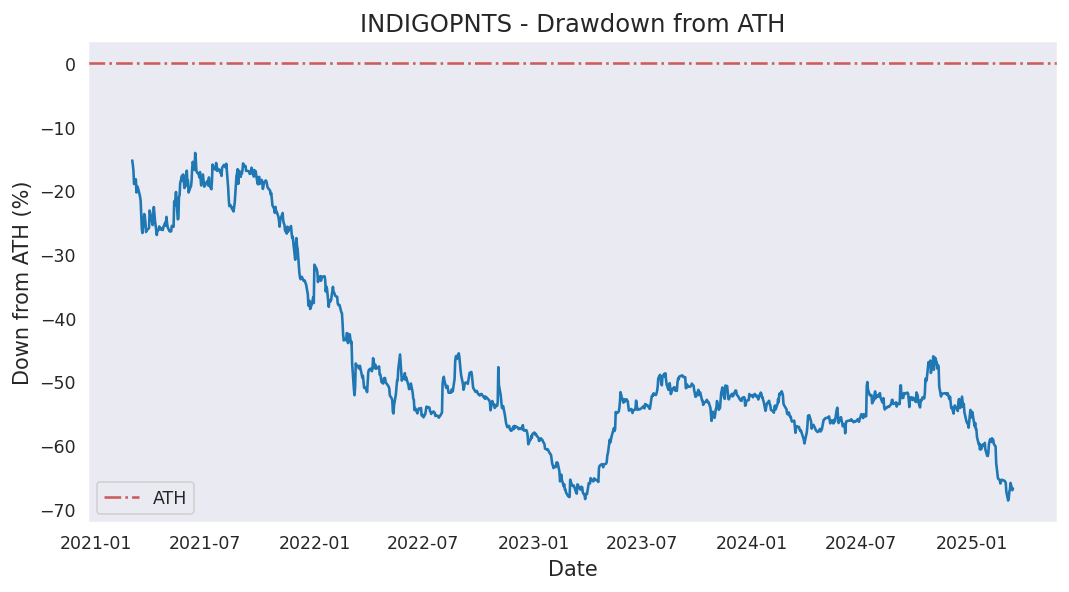 INDIGOPNTS - Drawdown from ATH
Down from ATH (%)
0
−10
−20
−30
−40
−50
−60
−70
ATH
2021-01 2021-07 2022-01 2022-07 2023-01 2023-07 2024-01 2024-07 2025-01
Date